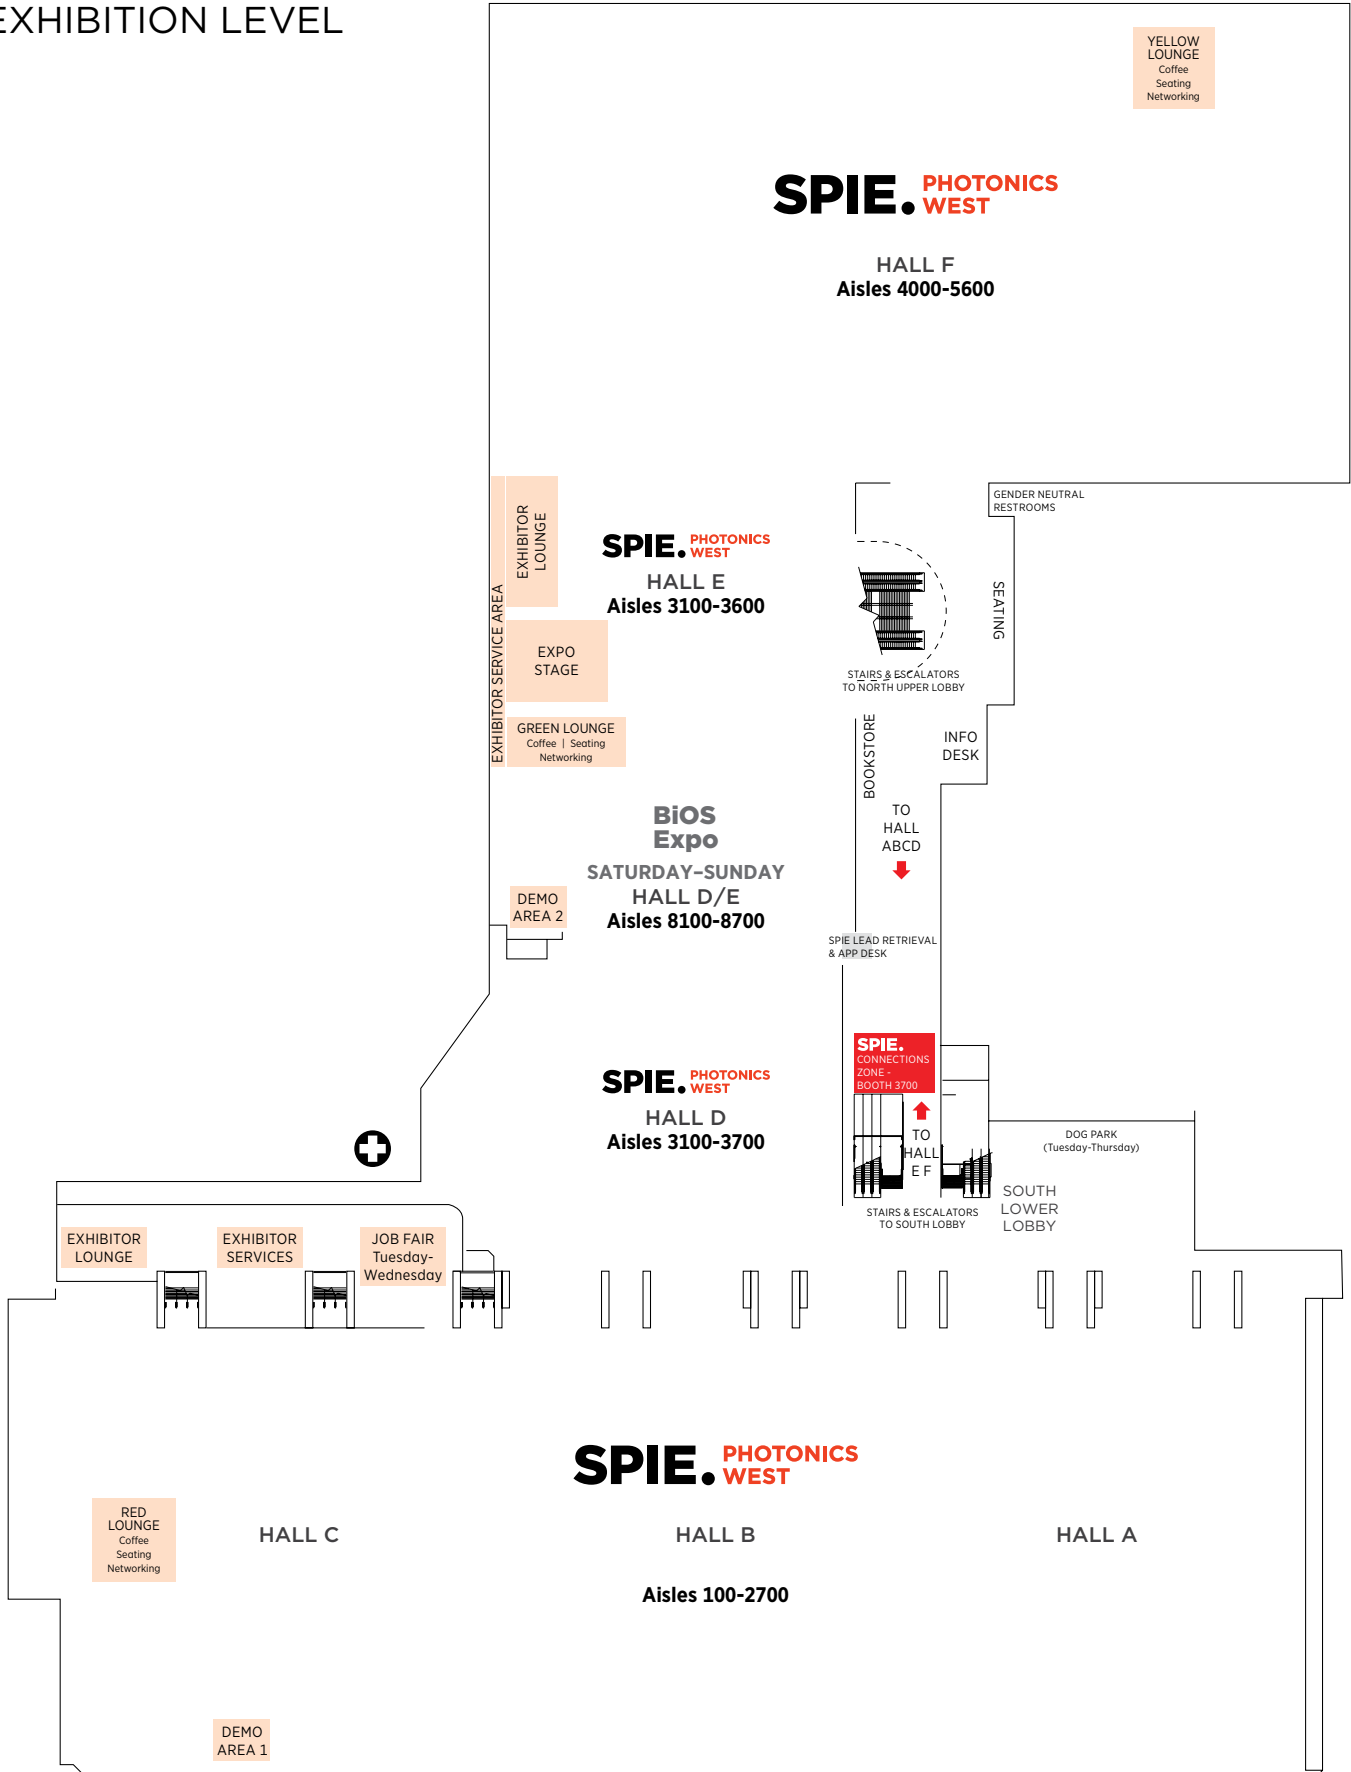 EXHIBITION LEVEL
YELLOW
LOUNGE
Coffee
Seating
Networking
SPIE. PHOTONICS
WEST
HALL F
Aisles 4000-5600
GENDER NEUTRAL
RESTROOMS
EXHIBITOR
LOUNGE
EXHIBITOR SERVICE AREA
SPIE. PHOTONICS
WEST
HALL E
Aisles 3100-3600
SEATING
EXPO
STAGE
STAIRS & ESCALATORS
TO NORTH UPPER LOBBY
GREEN LOUNGE
Coffee | Seating
Networking
BOOKSTORE
INFO
DESK
TO
HALL
ABCD
BiOS
Expo
SATURDAY–SUNDAY
HALL D/E
Aisles 8100-8700
DEMO
AREA 2
SPIE LEAD RETRIEVAL
& APP DESK
SPIE.
CONNECTIONS
ZONE -
BOOTH 3700
SPIE. PHOTONICS
WEST
HALL D
Aisles 3100-3700
TO
HALL
E F
DOG PARK
(Tuesday-Thursday)
STAIRS & ESCALATORS
TO SOUTH LOBBY
SOUTH
LOWER
LOBBY
EXHIBITOR
LOUNGE
EXHIBITOR
SERVICES
JOB FAIR
Tuesday-
Wednesday
SPIE. PHOTONICS
WEST
RED
LOUNGE
Coffee
Seating
Networking
HALL C
HALL B
HALL A
Aisles 100-2700
DEMO
AREA 1